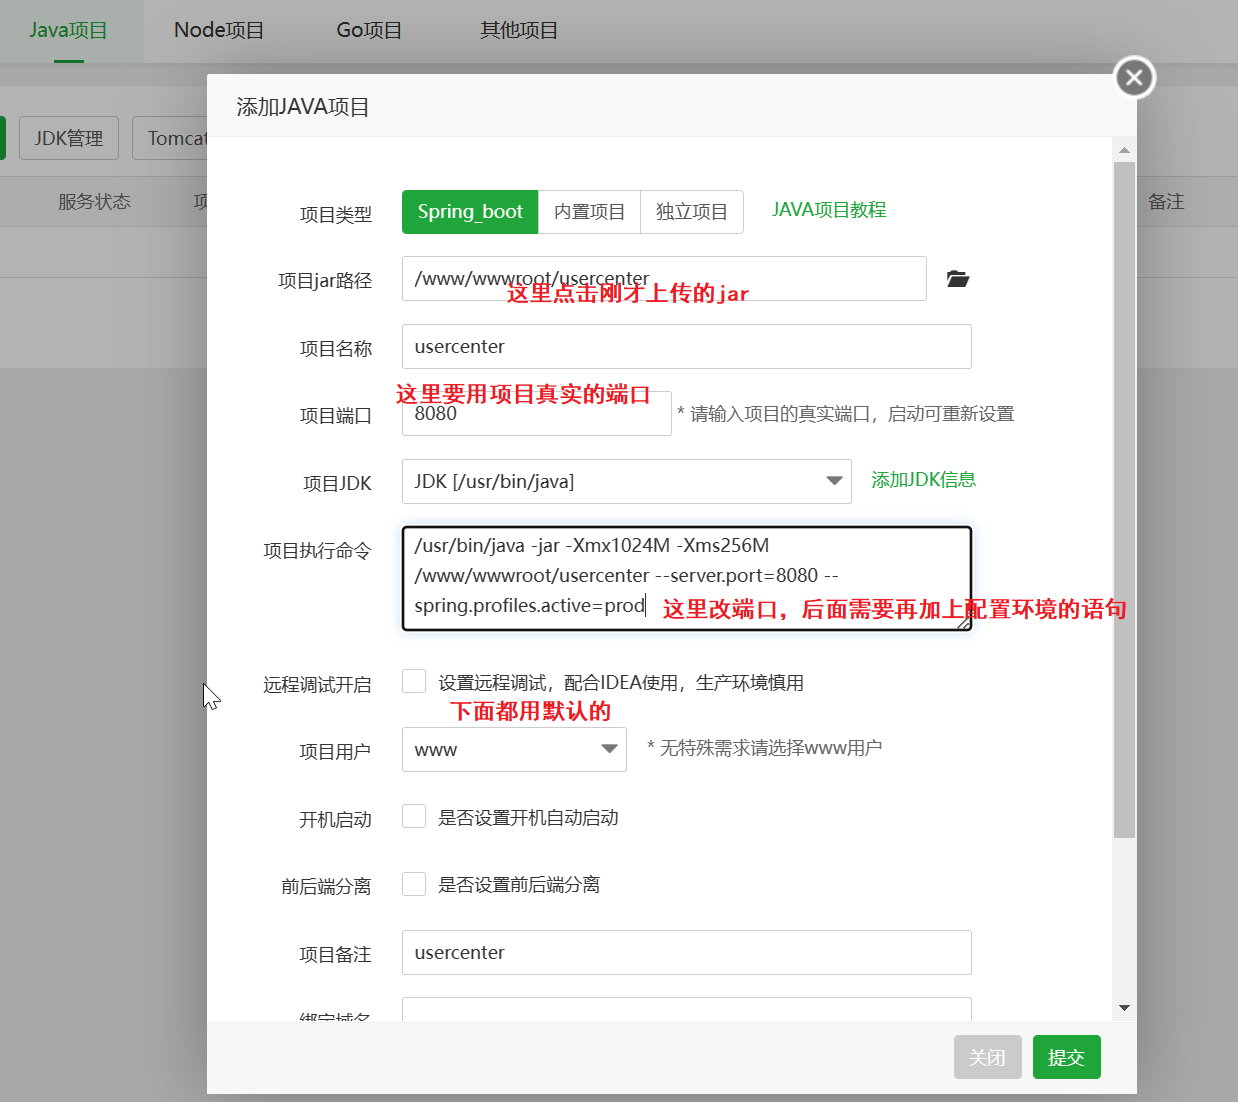 Java项目 Node项目 Go项目 其他项目
添加JAVA项目
JDK管理 Tomcat
服务状态 项 备注
项目类型 Spring_boot 内置项目 独立项目 JAVA项目教程
项目jar路径 /www/wwwroot/usercenter
这里点击刚才上传的jar
项目名称 usercenter
这里要用项目真实的端口
项目端口 8080 * 请输入项目的真实端口，启动可重新设置
项目JDK JDK [/usr/bin/java] 添加JDK信息
项目执行命令 /usr/bin/java -jar -Xmx1024M -Xms256M
/www/wwwroot/usercenter --server.port=8080 --
spring.profiles.active=prod 这里改端口，后面需要再加上配置环境的语句
远程调试开启 设置远程调试，配合IDEA使用，生产环境慎用
下面都用默认的
项目用户 www * 无特殊需求请选择www用户
开机启动 是否设置开机自动启动
前后端分离 是否设置前后端分离
项目备注 usercenter
绑定域名
关闭 提交